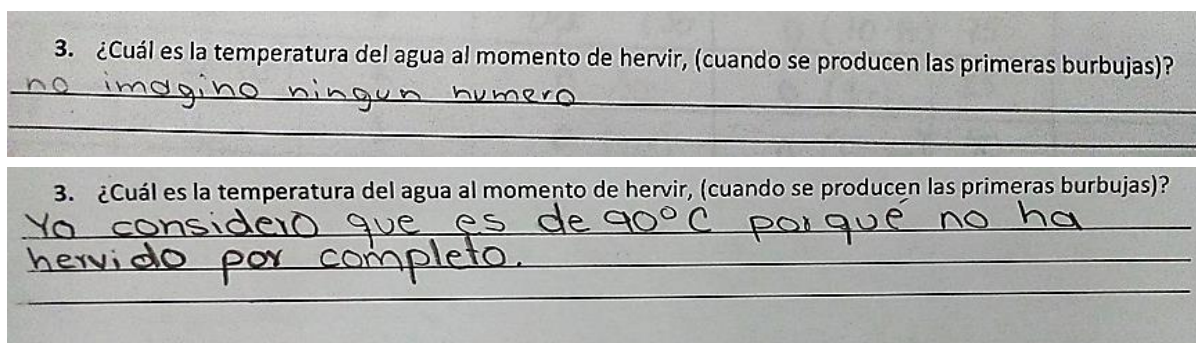 3. ¿Cuál es la temperatura del agua al momento de hervir, (cuando se producen las primeras burbujas)?
no imagino ningun numero
3. ¿Cuál es la temperatura del agua al momento de hervir, (cuando se producen las primeras burbujas)?
Yo considero que es de 90°C porqué no ha
hervido por completo.